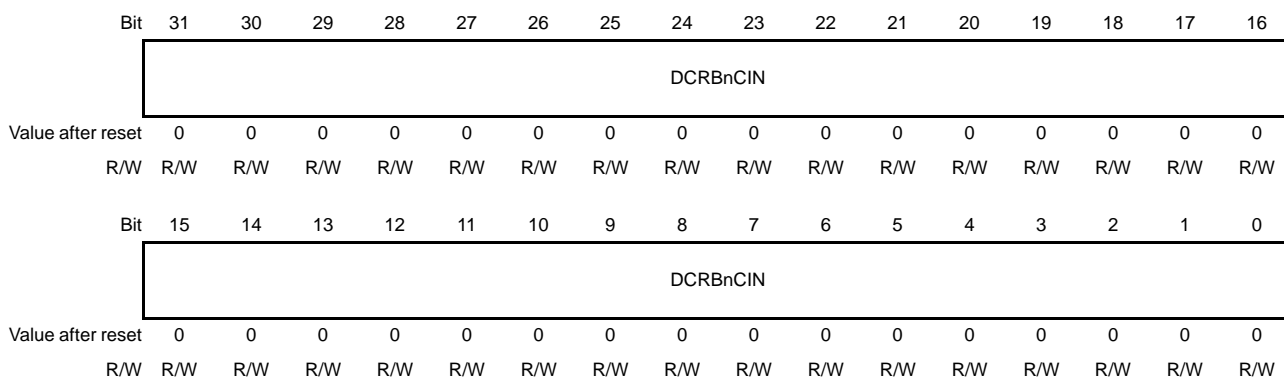 Bit 31 30 29 28 27 26 25 24 23 22 21 20 19 18 17 16
DCRBnCIN
Value after reset 0 0 0 0 0 0 0 0 0 0 0 0 0 0 0 0
R/W R/W R/W R/W R/W R/W R/W R/W R/W R/W R/W R/W R/W R/W R/W R/W R/W
Bit 15 14 13 12 11 10 9 8 7 6 5 4 3 2 1 0
DCRBnCIN
Value after reset 0 0 0 0 0 0 0 0 0 0 0 0 0 0 0 0
R/W R/W R/W R/W R/W R/W R/W R/W R/W R/W R/W R/W R/W R/W R/W R/W R/W